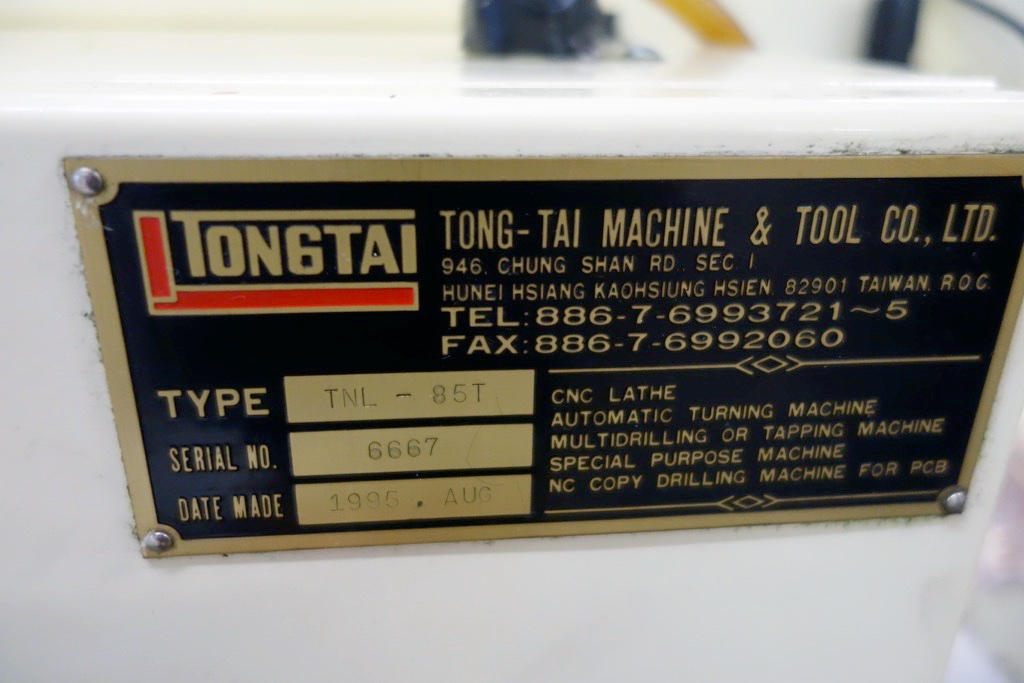 TONGTAI
TONG-TAI MACHINE & TOOL CO., LTD.
946. CHUNG SHAN RD. SEC. I
HUNEI HSIANG KAOHSIUNG HSIEN. 82901 TAIWAN. R.O.C.
TEL:886-7-6993721~5
FAX:886-7-6992060
TYPE TNL - 85T
SERIAL NO. 6667
DATE MADE 1995 . AUG
CNC LATHE
AUTOMATIC TURNING MACHINE
MULTIDRILLING OR TAPPING MACHINE
SPECIAL PURPOSE MACHINE
NC COPY DRILLING MACHINE FOR PCB